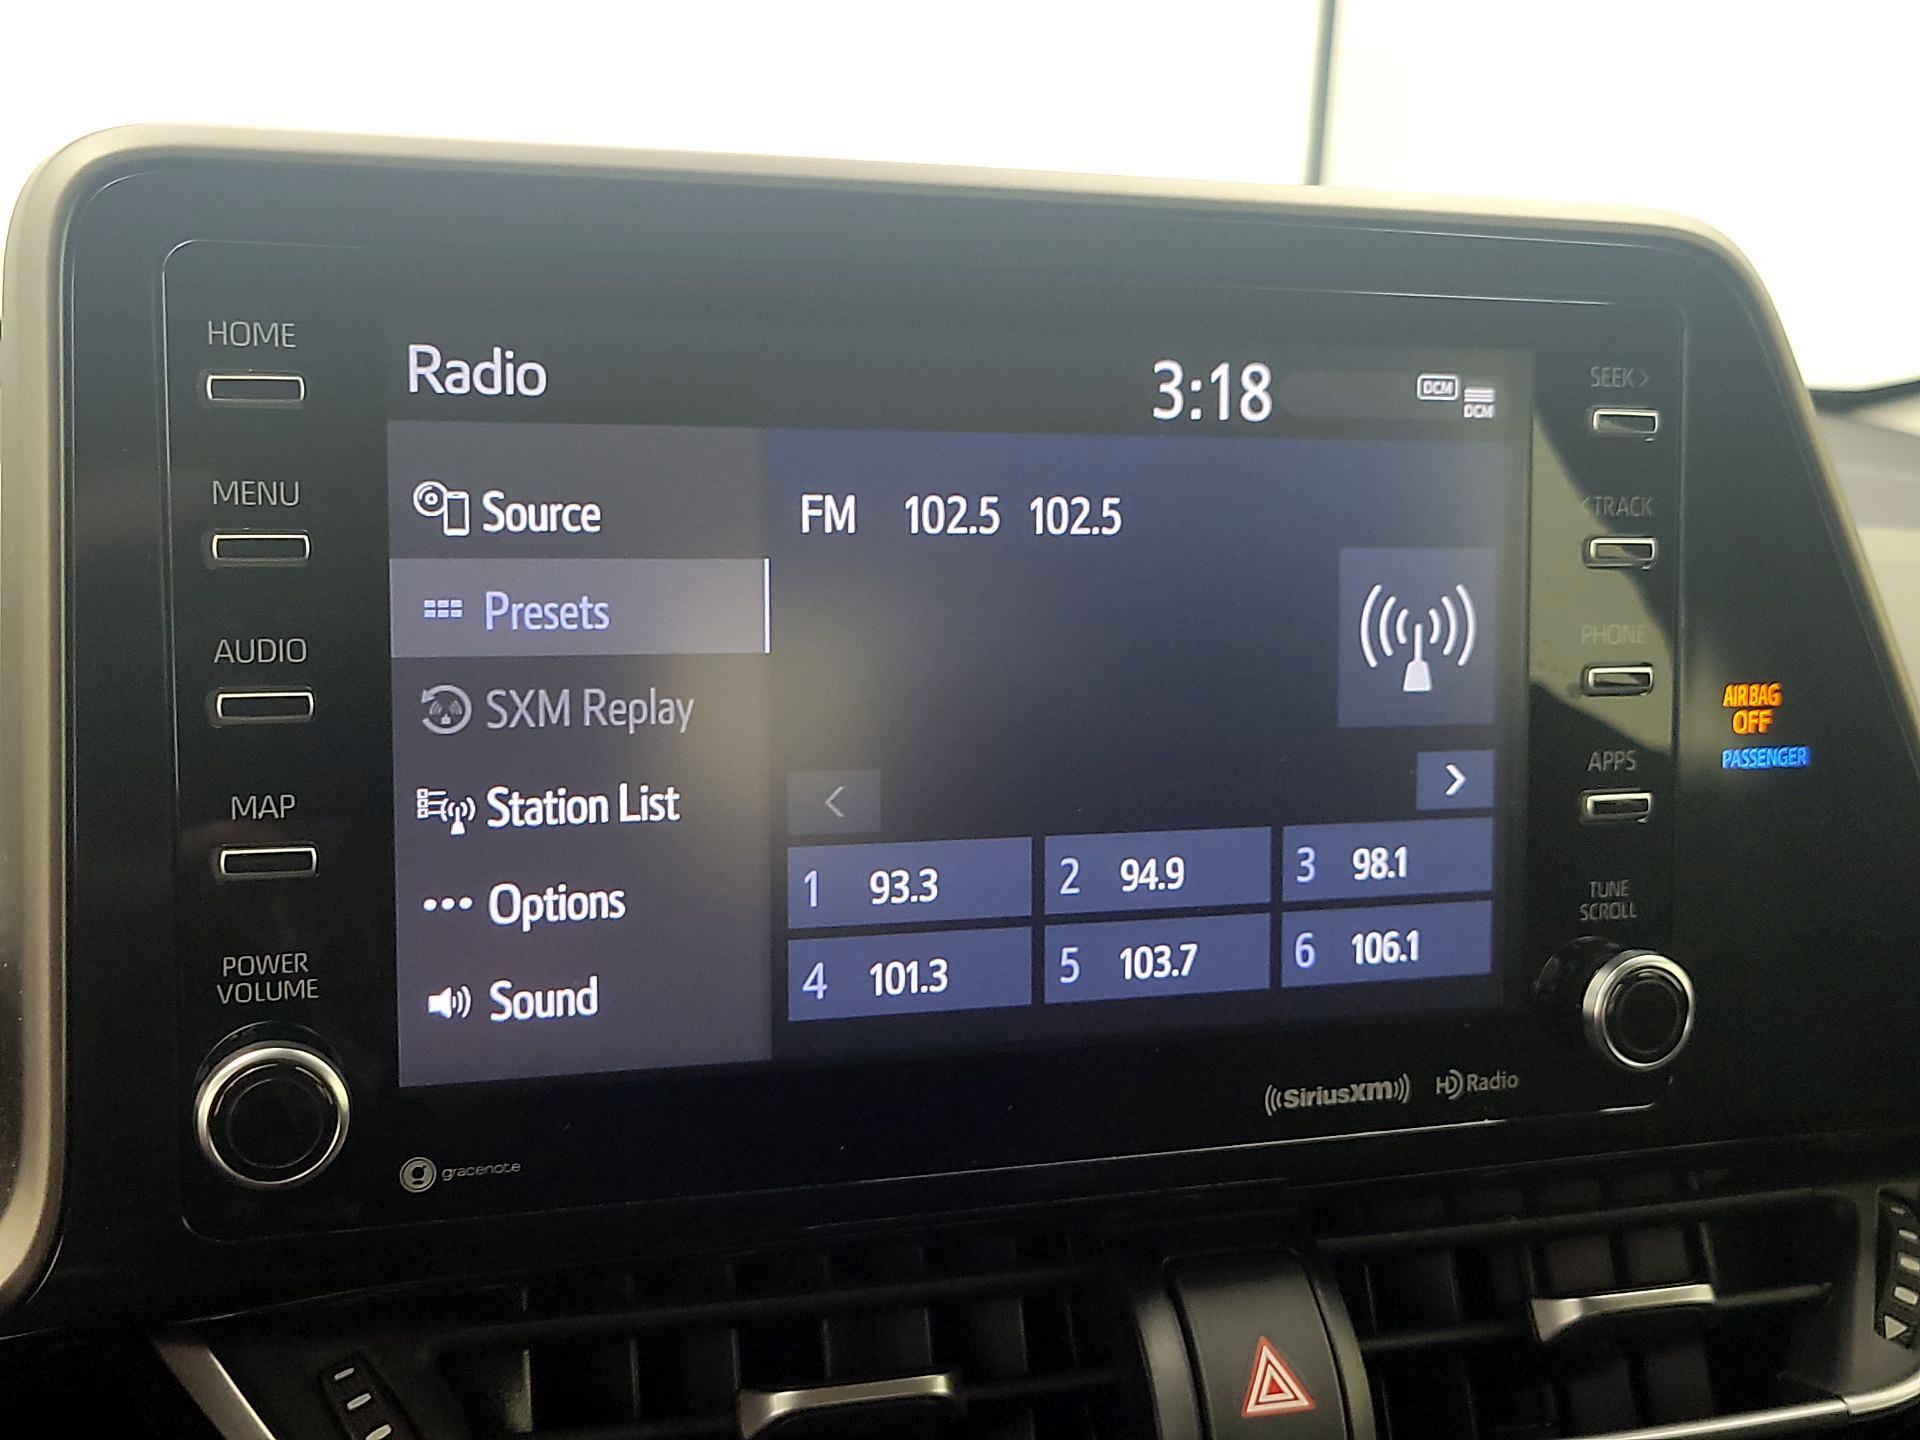 HOME
MENU
AUDIO
MAP
POWER
VOLUME
Radio
3:18
DCM
DCM
Source
Presets
SXM Replay
Station List
Options
Sound
FM 102.5 102.5
<
>
1 93.3
2 94.9
3 98.1
4 101.3
5 103.7
6 106.1
SEEK >
< TRACK
PHONE
APPS
TUNE
SCROLL
AIRBAG
OFF
PASSENGER
((SiriusXM))
HD Radio
gracenote